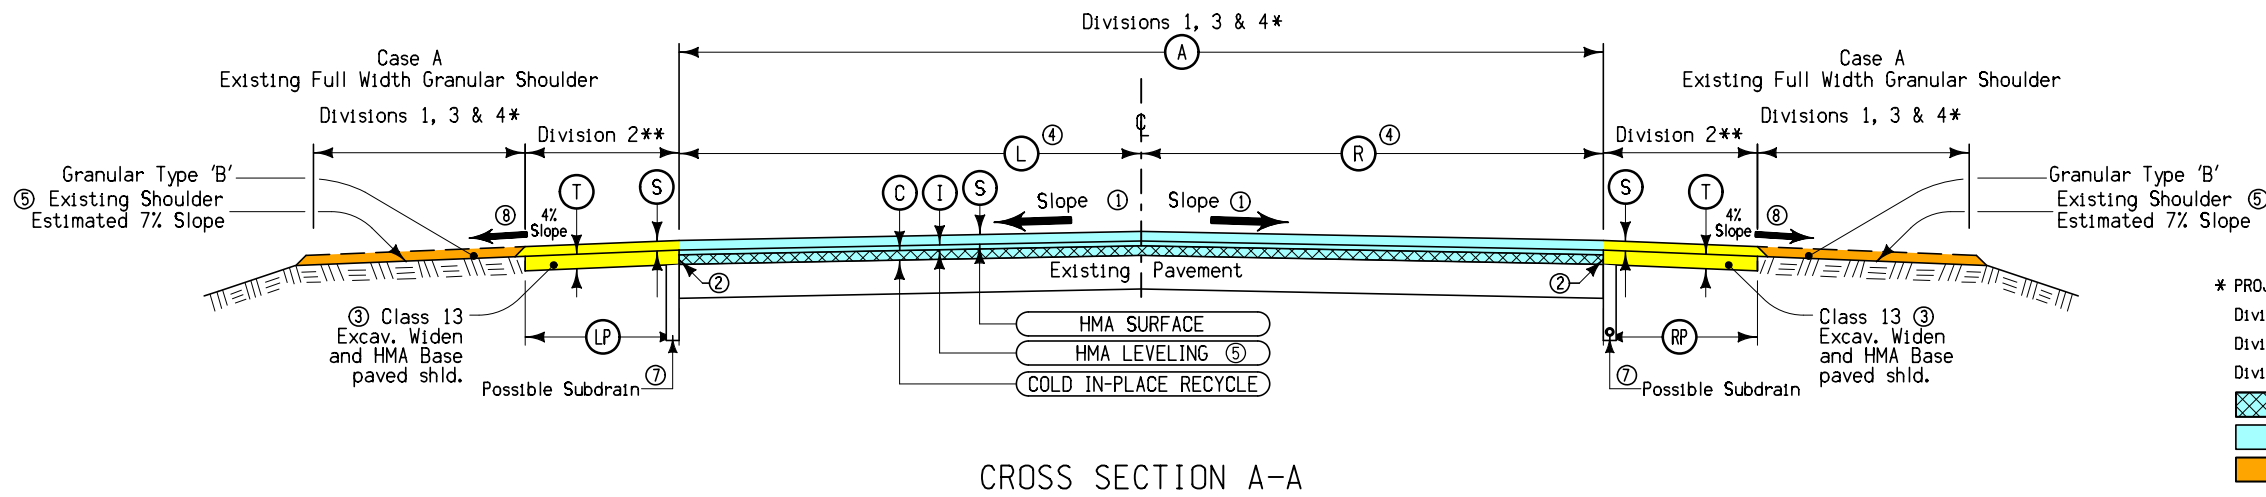 Divisions 1, 3 & 4*
A
Case A
Existing Full Width Granular Shoulder
Divisions 1, 3 & 4*
Division 2**
Case A
Existing Full Width Granular Shoulder
Division 2**
Divisions 1, 3 & 4*
L ④
℄
R ④
Granular Type 'B'
⑤ Existing Shoulder
Estimated 7% Slope
⑧
4%
Slope
T
S
C
I
S
Slope ①
Slope ①
S
T
4%
Slope
⑧
Granular Type 'B'
Existing Shoulder ⑤
Estimated 7% Slope
Existing Pavement
②
②
③ Class 13
Excav. Widen
and HMA Base
paved shld.
LP
⑦
Possible Subdrain
HMA SURFACE
HMA LEVELING ⑤
COLD IN-PLACE RECYCLE
RP
⑦
Possible Subdrain
Class 13 ③
Excav. Widen
and HMA Base
paved shld.
* PROJ
Divi
Divi
Divi
CROSS SECTION A-A